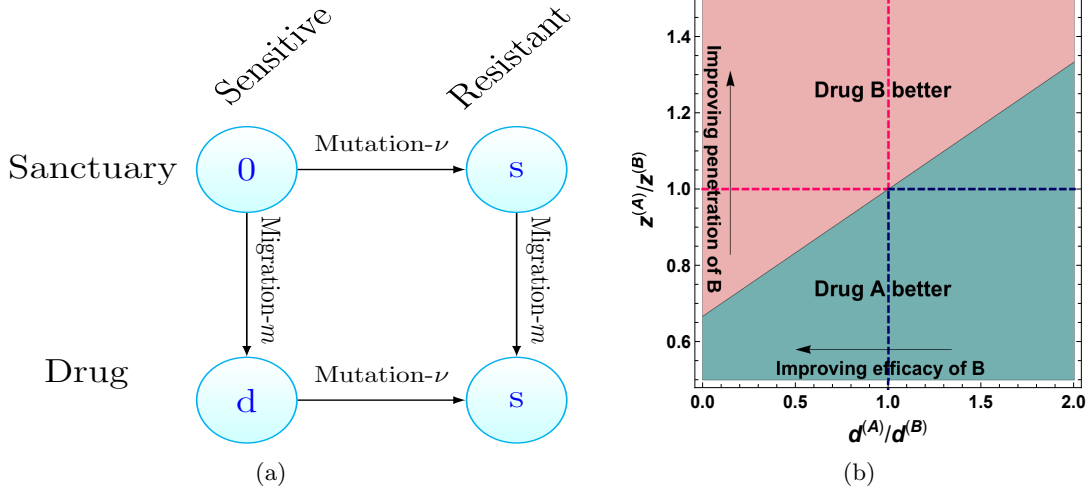 Sensitive
Resistant
Sanctuary
0
Mutation-ν
s
Migration-m
Migration-m
Drug
d
Mutation-ν
s
(a)
1.4
1.2
1.0
0.8
0.6
z(A)/z(B)
Improving penetration of B
Drug B better
Drug A better
Improving efficacy of B
0.0
0.5
1.0
1.5
2.0
d(A)/d(B)
(b)